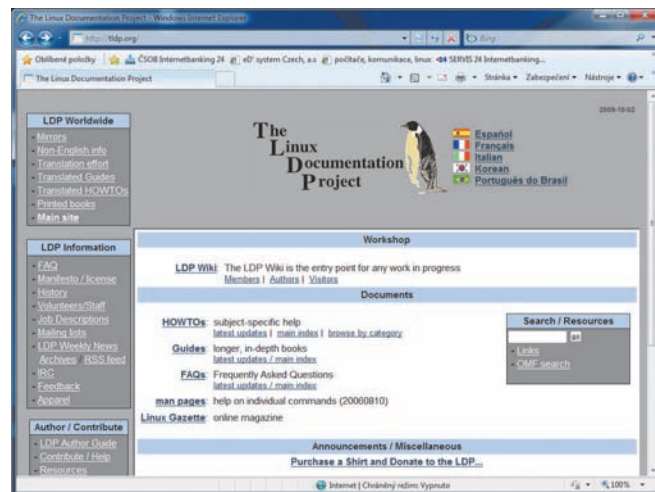 The Linux Documentation Project - Windows Internet Explorer
http://tldp.org/
Bing
Oblíbené položky
ČSOB Internetbanking 24
eD' system Czech, a.s
počítače, komunikace, linux
SERVIS 24 Internetbanking...
The Linux Documentation Project
Stránka
Zabezpečení
Nástroje
2009-10-02
LDP Worldwide
- Mirrors
- Non-English info
- Translation effort
- Translated Guides
- Translated HOWTOs
- Printed books
- Main site
The
Linux
Documentation
Project
Español
Français
Italian
Korean
Português do Brasil
LDP Information
- FAQ
- Manifesto / license
- History
- Volunteers/Staff
- Job Descriptions
- Mailing lists
- LDP Weekly News
Archives / RSS feed
- IRC
- Feedback
- Apparel
Author / Contribute
- LDP Author Guide
- Contribute / Help
- Resources
Workshop
LDP Wiki: The LDP Wiki is the entry point for any work in progress
Members | Authors | Visitors
Documents
HOWTOs: subject-specific help
latest updates | main index | browse by category
Guides: longer, in-depth books
latest updates / main index
FAQs: Frequently Asked Questions
latest updates / main index
man pages: help on individual commands (20060810)
Linux Gazette: online magazine
Search / Resources
- Links
- OMF search
Announcements / Miscellaneous
Purchase a Shirt and Donate to the LDP...
Internet | Chráněný režim: Vypnuto
100%